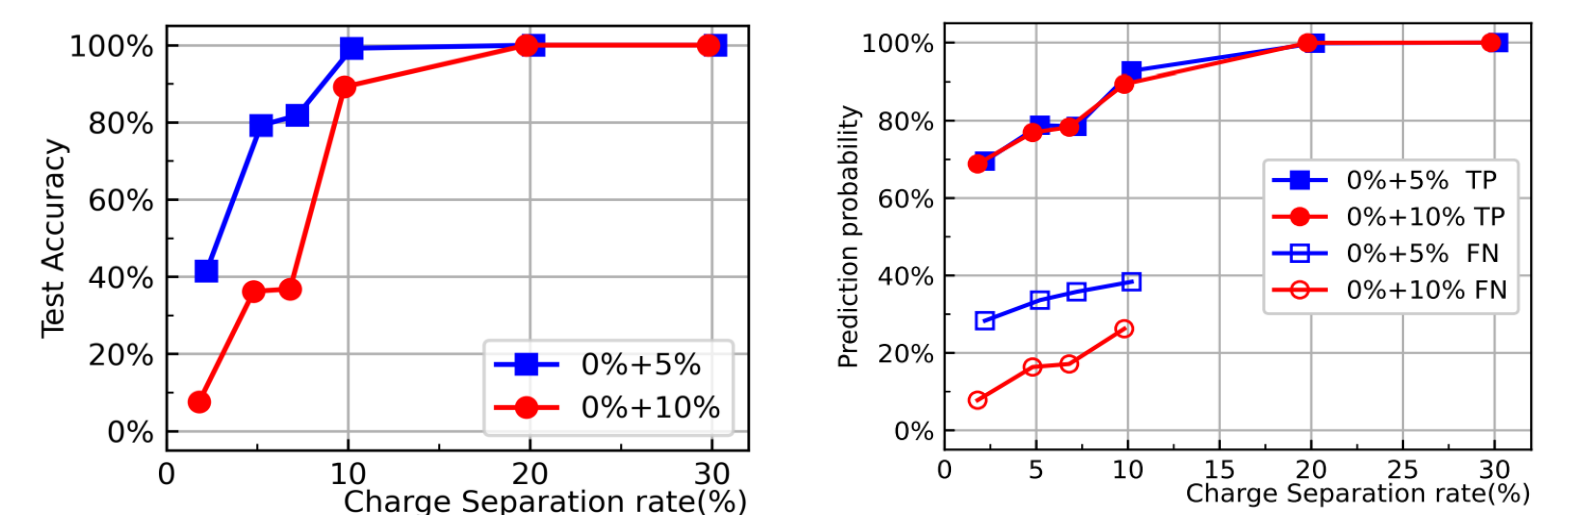 100%
80%
60%
40%
20%
0%
Test Accuracy
0 10 20 30
Charge Separation rate(%)
0%+5%
0%+10%
100%
80%
60%
40%
20%
0%
Prediction probability
0 5 10 15 20 25 30
Charge Separation rate(%)
0%+5% TP
0%+10% TP
0%+5% FN
0%+10% FN